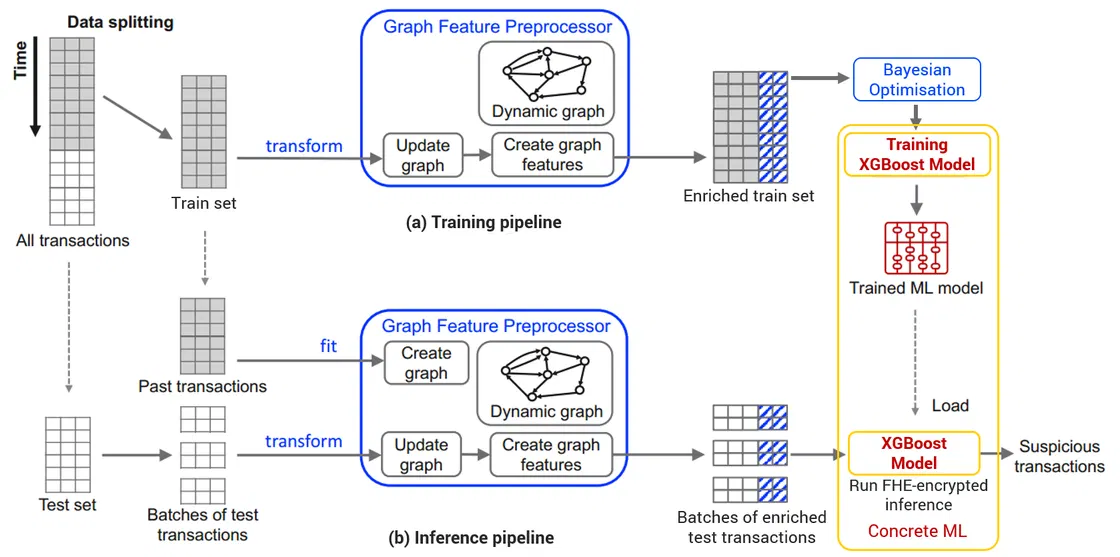 Data splitting
Time
All transactions
Train set
transform
Graph Feature Preprocessor
Dynamic graph
Update
graph
Create graph
features
Enriched train set
Bayesian
Optimisation
Training
XGBoost Model
Trained ML model
(a) Training pipeline
Past transactions
fit
Graph Feature Preprocessor
Create
graph
Dynamic graph
Test set
Batches of test
transactions
transform
Update
graph
Create graph
features
Batches of enriched
test transactions
Load
XGBoost
Model
Run FHE-encrypted
inference
Concrete ML
Suspicious
transactions
(b) Inference pipeline